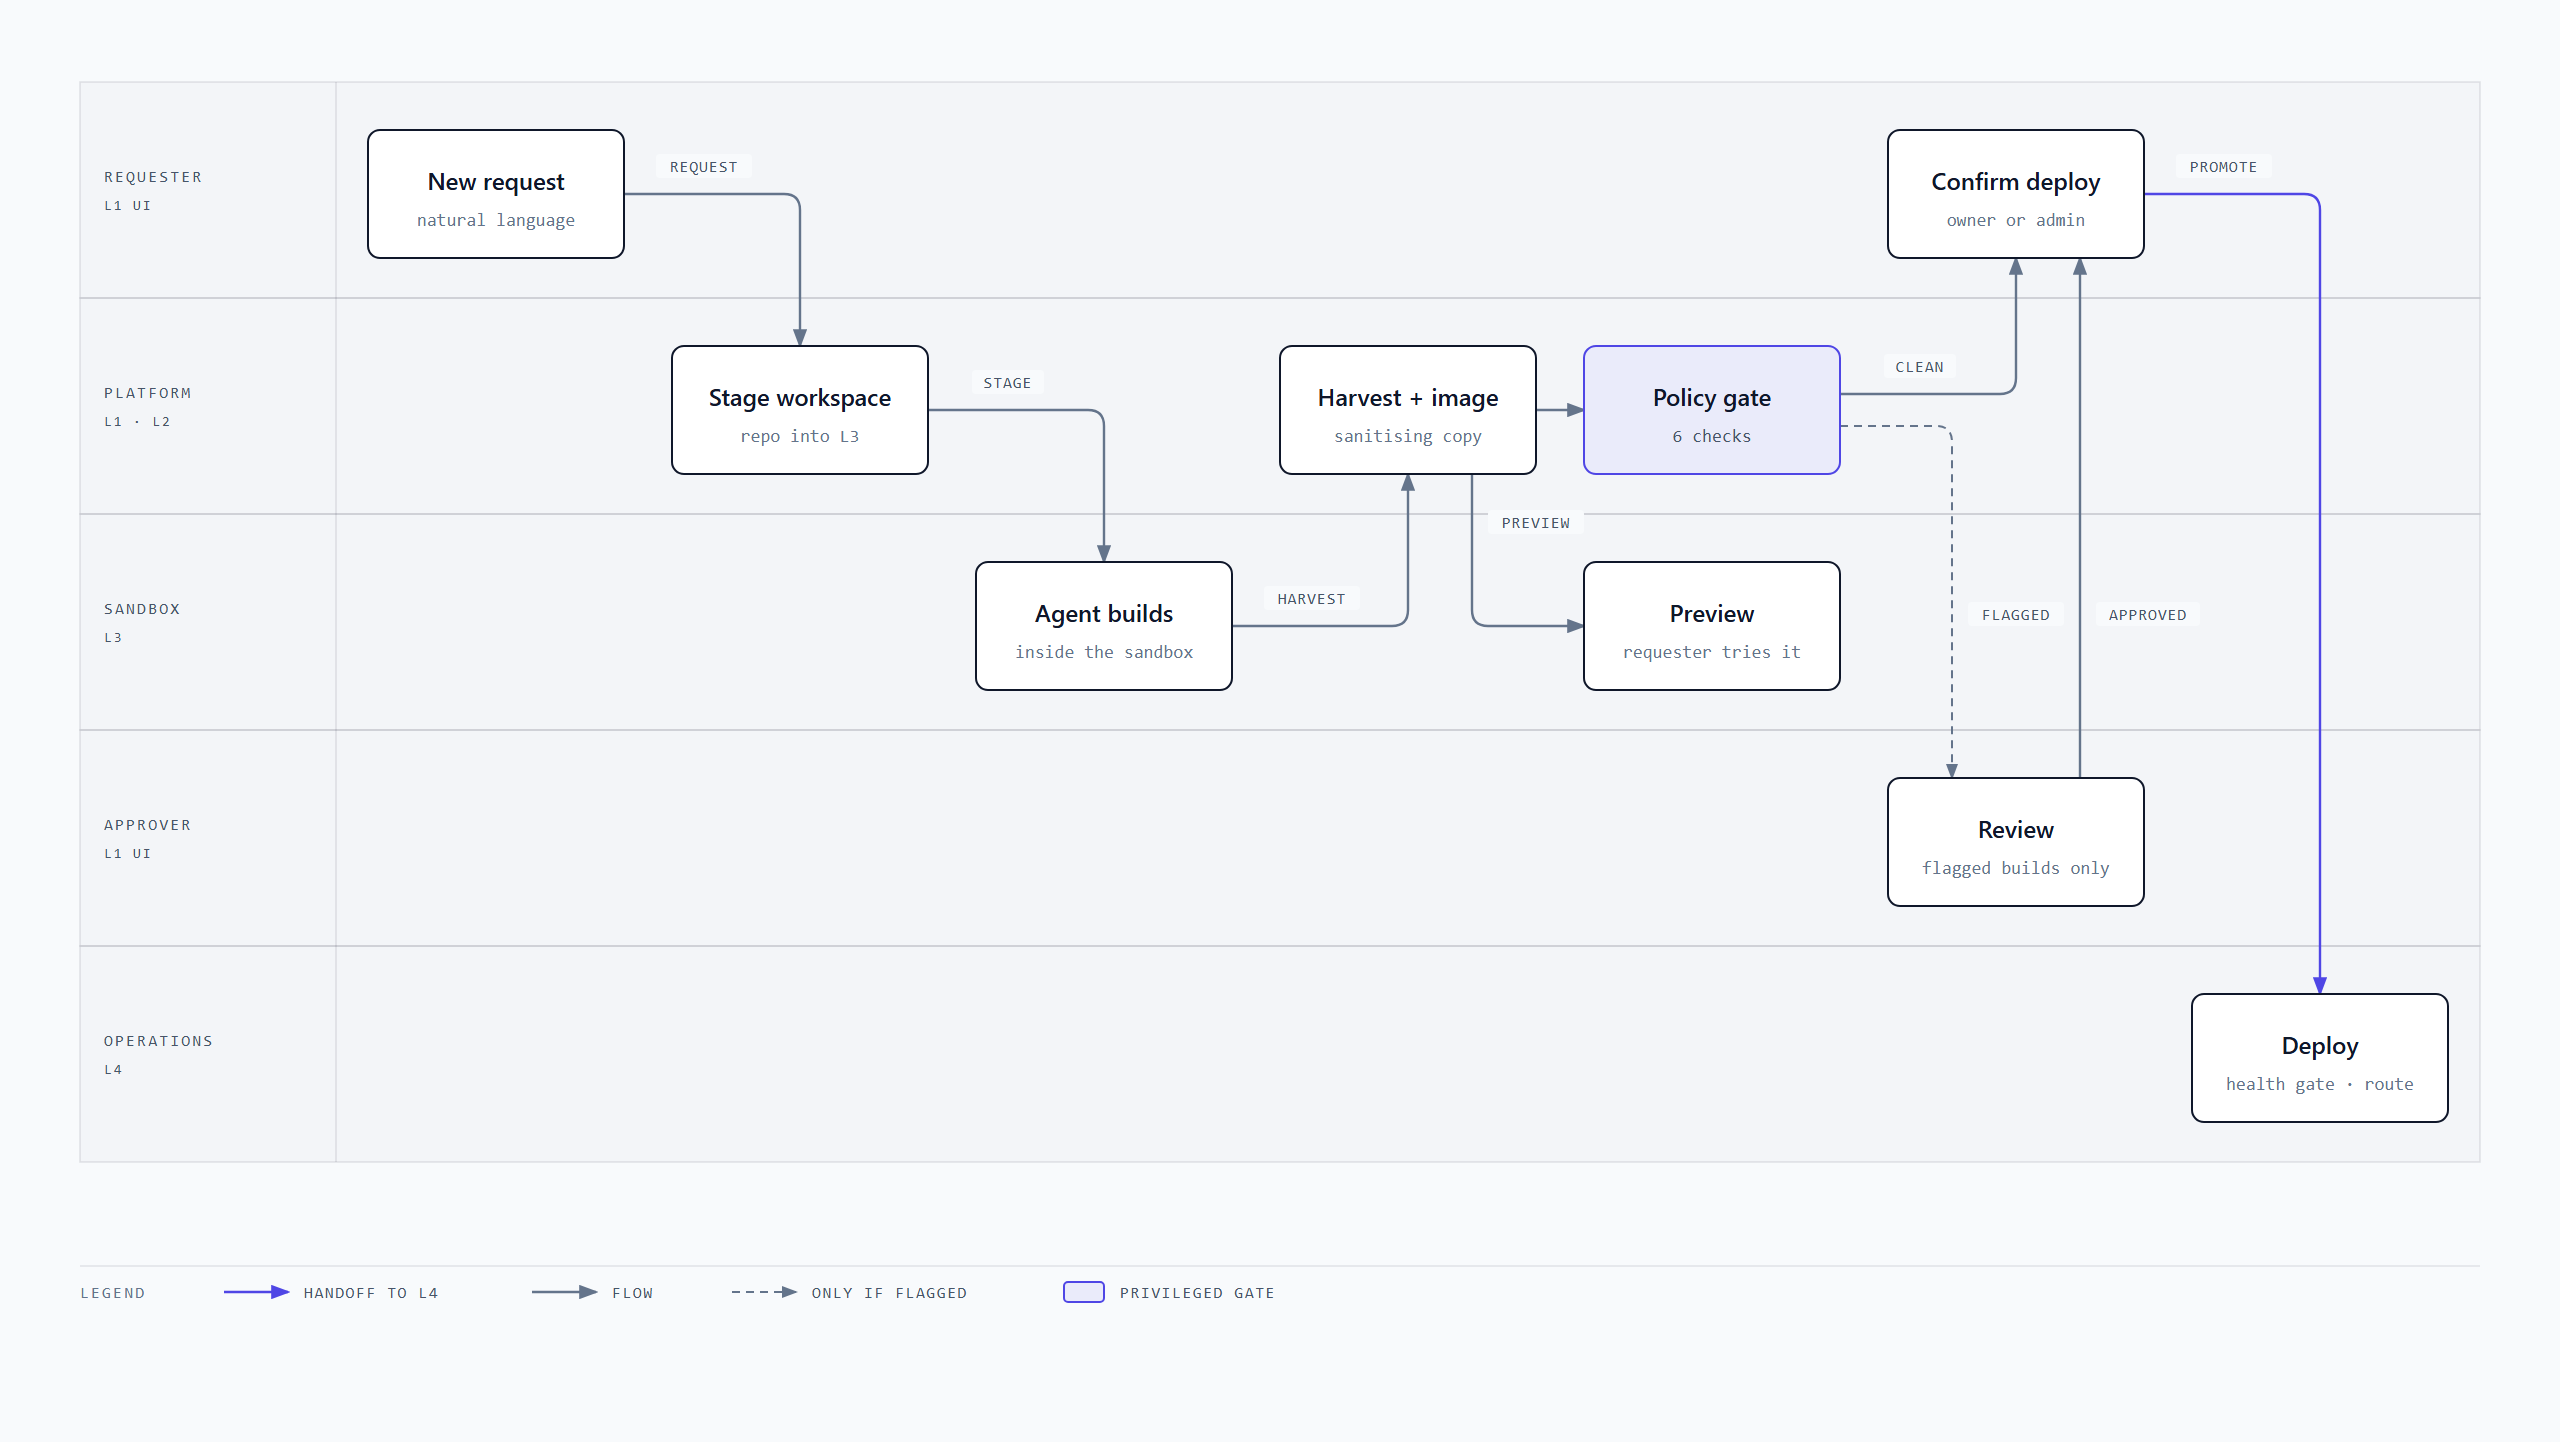 REQUESTER
L1 UI
New request
natural language
REQUEST
Confirm deploy
owner or admin
PROMOTE
PLATFORM
L1 · L2
Stage workspace
repo into L3
STAGE
Harvest + image
sanitising copy
Policy gate
6 checks
CLEAN
PREVIEW
SANDBOX
L3
Agent builds
inside the sandbox
HARVEST
Preview
requester tries it
FLAGGED
APPROVED
APPROVER
L1 UI
Review
flagged builds only
OPERATIONS
L4
Deploy
health gate · route
LEGEND
HANDOFF TO L4
FLOW
ONLY IF FLAGGED
PRIVILEGED GATE